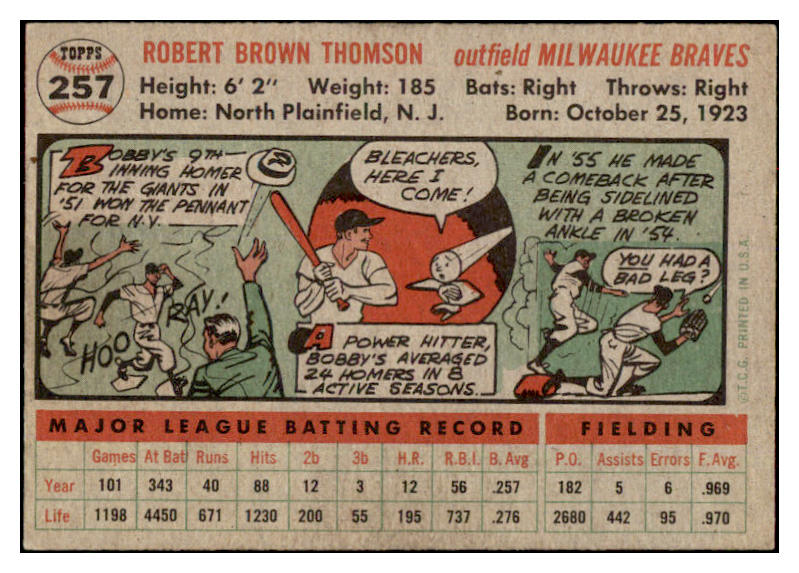 TOPPS
257
ROBERT BROWN THOMSON outfield MILWAUKEE BRAVES
Height: 6' 2" Weight: 185 Bats: Right Throws: Right
Home: North Plainfield, N. J. Born: October 25, 1923
BOBBY'S 9TH
INNING HOMER
FOR THE GIANTS IN
'51 WON THE PENNANT
FOR N.Y.
HOO
RAY!
BLEACHERS,
HERE I
COME!
A POWER HITTER,
BOBBY'S AVERAGED
24 HOMERS IN 8
ACTIVE SEASONS.
IN '55 HE MADE
A COMEBACK AFTER
BEING SIDELINED
WITH A BROKEN
ANKLE IN '54.
YOU HAD A
BAD LEG?
©T.C.G. PRINTED IN U.S.A.
MAJOR LEAGUE BATTING RECORD FIELDING
Games At Bat Runs Hits 2b 3b H.R. R.B.I. B. Avg P.O. Assists Errors F. Avg.
Year 101 343 40 88 12 3 12 56 .257 182 5 6 .969
Life 1198 4450 671 1230 200 55 195 737 .276 2680 442 95 .970